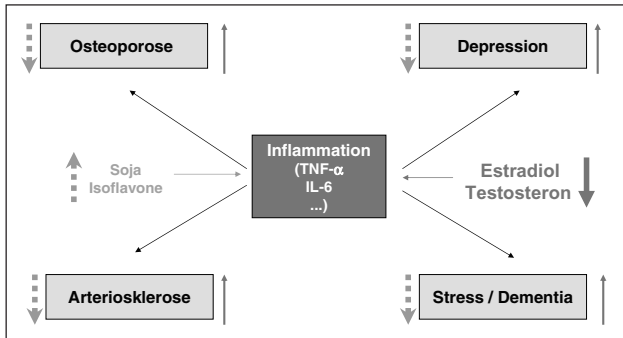 Osteoporose
Depression
Inflammation
(TNF-α
IL-6
...)
Soja
Isoflavone
Estradiol
Testosteron
Arteriosklerose
Stress / Dementia